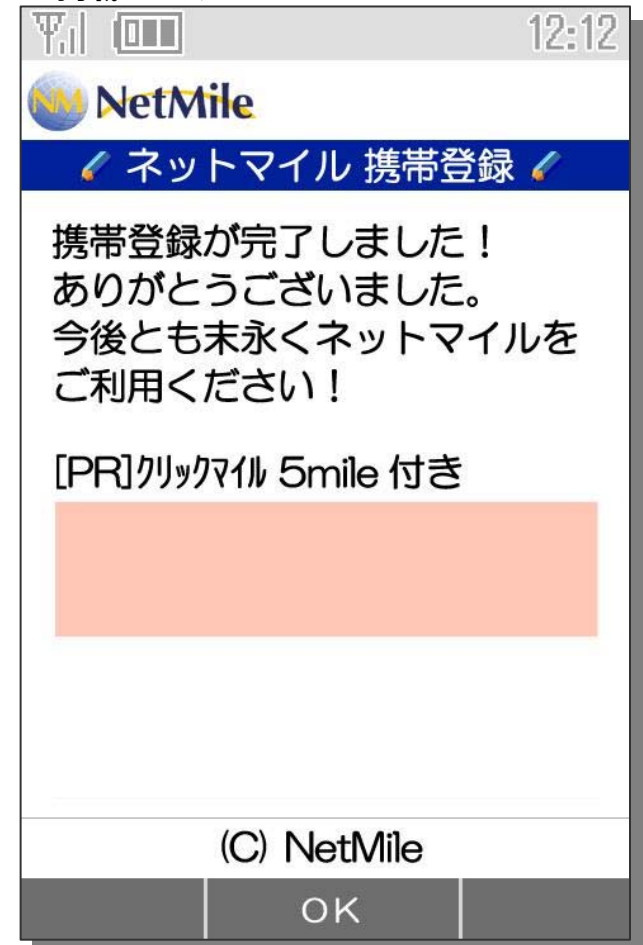 12:12
NM NetMile
ネットマイル 携帯登録
携帯登録が完了しました！
ありがとうございました。
今後とも末永くネットマイルを
ご利用ください！
[PR]ｸﾘｯｸﾏｲﾙ 5mile 付き
(C) NetMile
OK